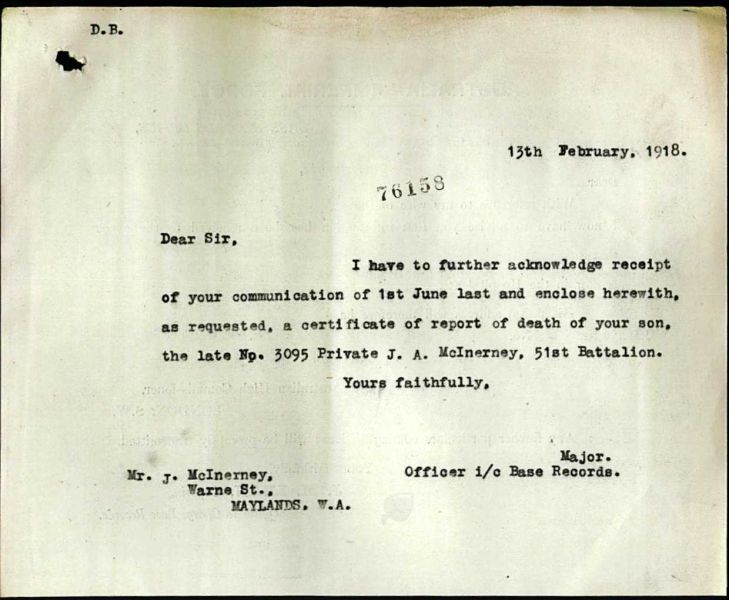 D.B.
13th February, 1918.
76158
Dear Sir,
I have to further acknowledge receipt
of your communication of 1st June last and enclose herewith,
as requested, a certificate of report of death of your son,
the late No. 3095 Private J. A. McInerney, 51st Battalion.
Yours faithfully,
Major.
Officer i/c Base Records.
Mr. J. McInerney,
Warne St.,
MAYLANDS, W.A.